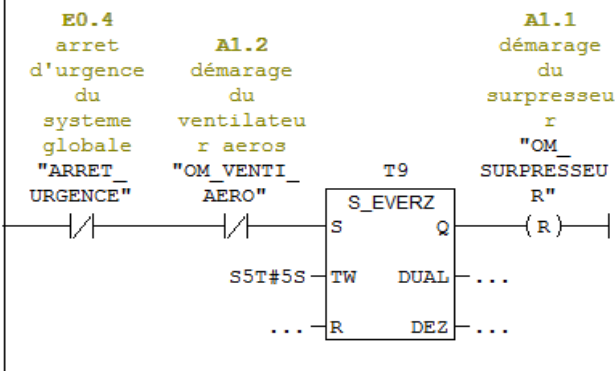 E0.4
arret
d'urgence
du
systeme
globale
"ARRET_
URGENCE"
A1.2
démarage
du
ventilateu
r aeros
"OM_VENTI_
AERO"
T9
S_EVERZ
S
Q
S5T#5S
TW
DUAL
...
...
R
DEZ
...
A1.1
démarage
du
surpresseu
r
"OM_
SURPRESSEU
R"
( R )